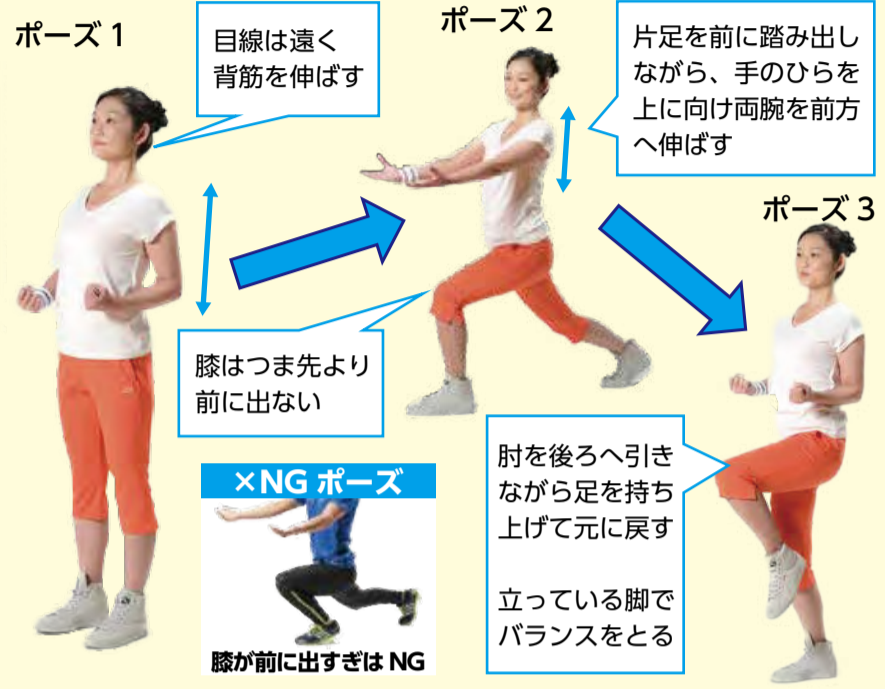 ポーズ 1
目線は遠く
背筋を伸ばす
ポーズ 2
片足を前に踏み出し
ながら、手のひらを
上に向け両腕を前方
へ伸ばす
膝はつま先より
前に出ない
ポーズ 3
肘を後ろへ引き
ながら足を持ち
上げて元に戻す
立っている脚で
バランスをとる
×NG ポーズ
膝が前に出すぎは NG